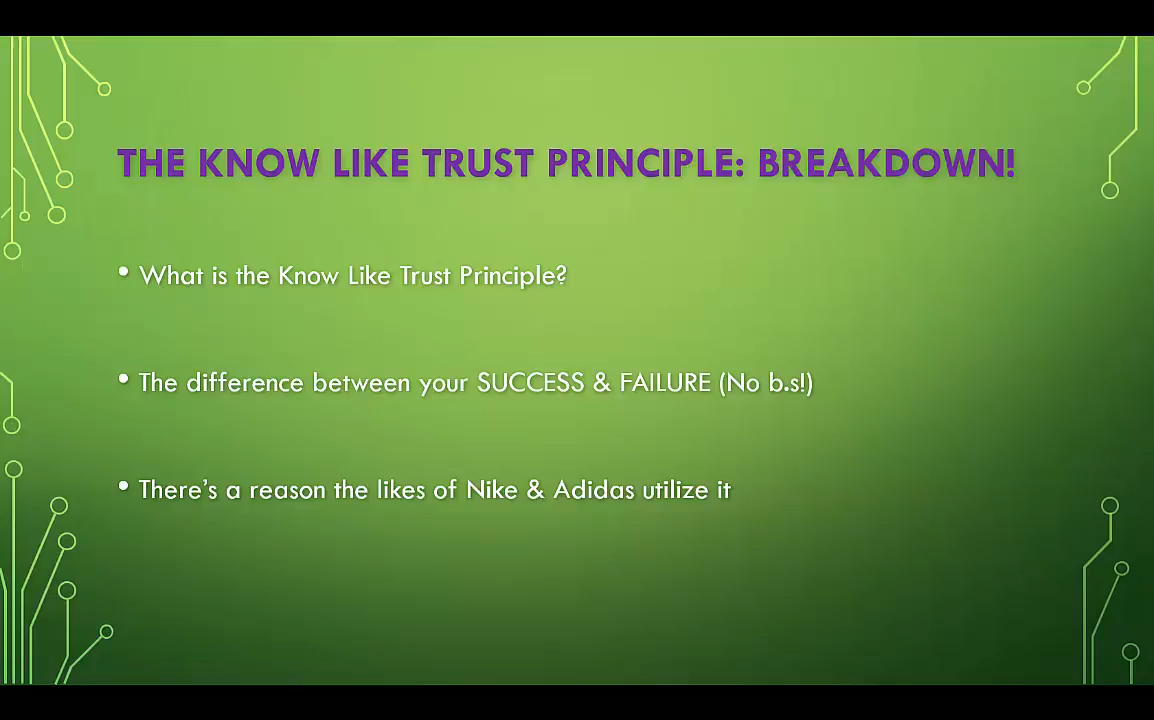 THE KNOW LIKE TRUST PRINCIPLE: BREAKDOWN!
• What is the Know Like Trust Principle?
• The difference between your SUCCESS & FAILURE (No b.s!)
• There's a reason the likes of Nike & Adidas utilize it